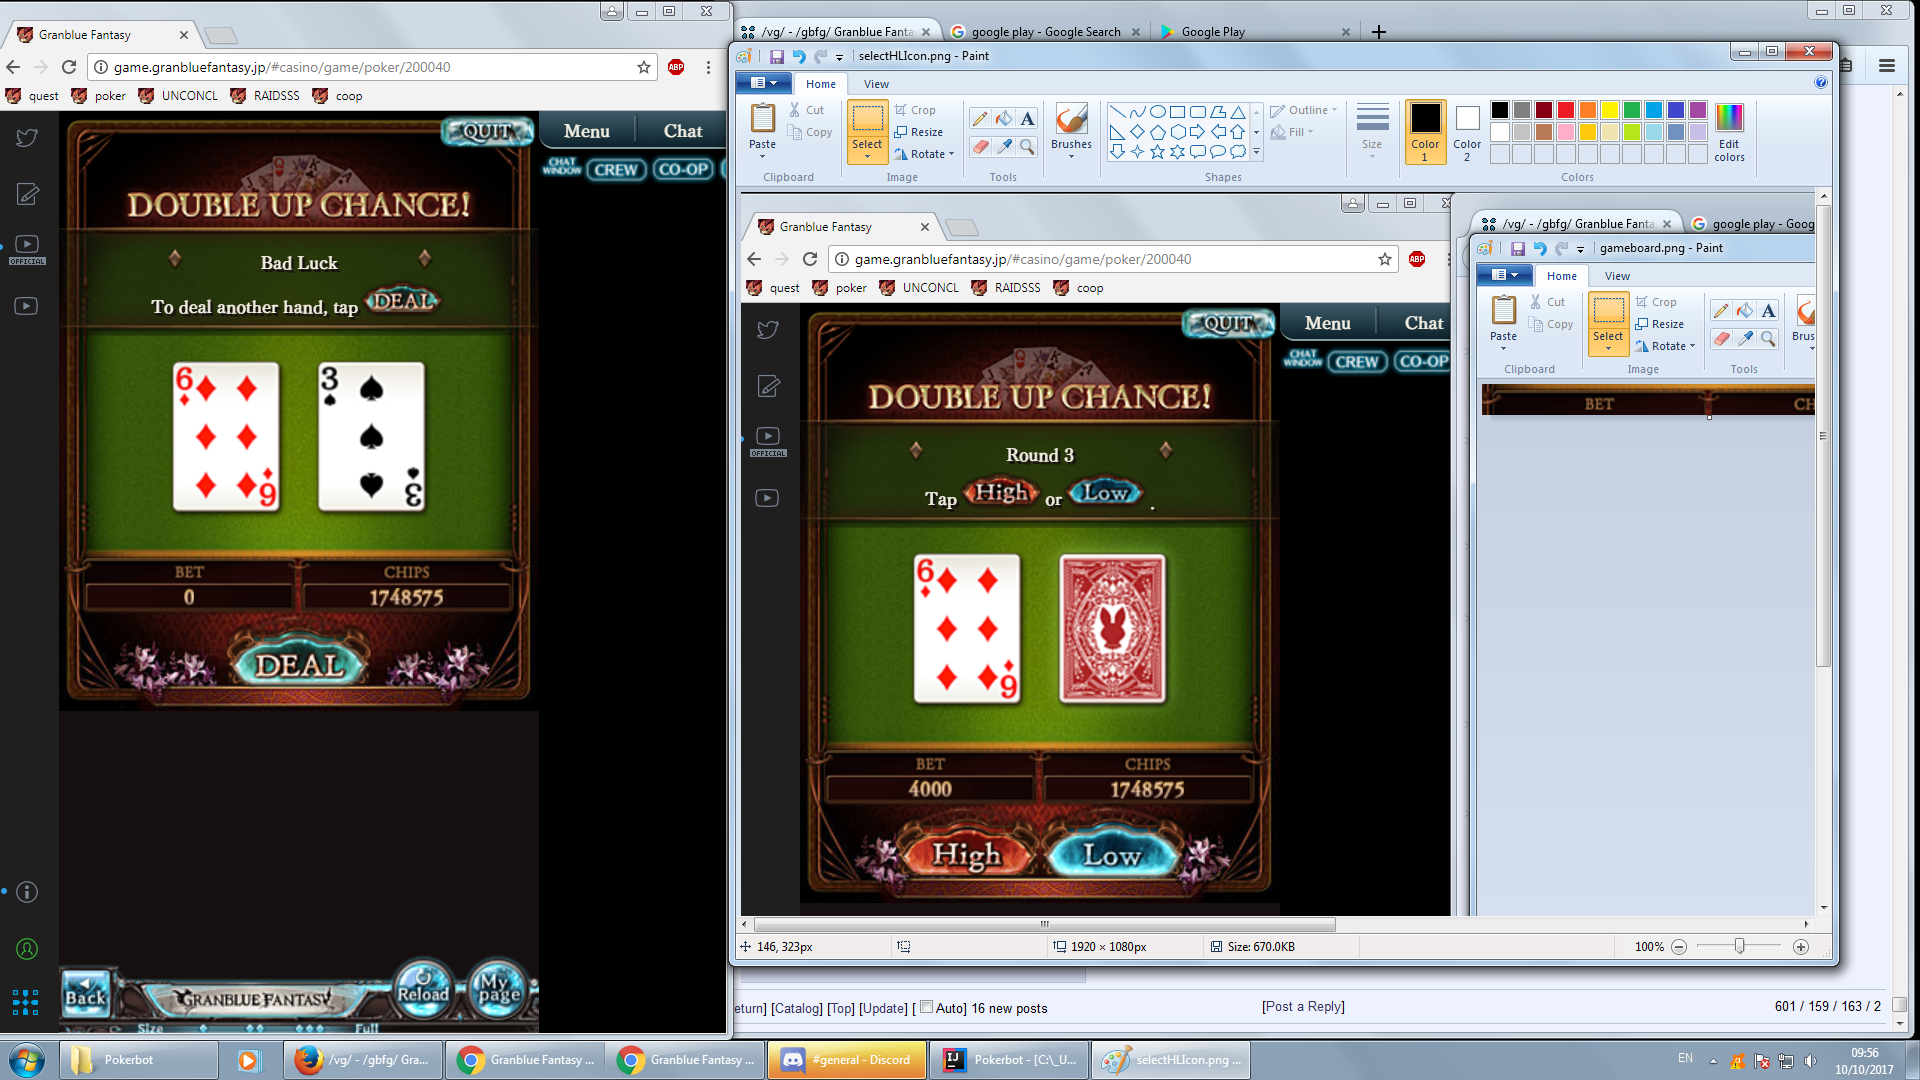 Granblue Fantasy
game.granbluefantasy.jp/#casino/game/poker/200040
ABP
quest
poker
UNCONCL
RAIDSSS
coop
OFFICIAL
QUIT
Menu
Chat
CHAT WINDOW
CREW
CO-OP
DOUBLE UP CHANCE!
Bad Luck
To deal another hand, tap DEAL
6
6
3
3
BET
CHIPS
0
1748575
DEAL
Back
GRANBLUE FANTASY
Reload
My page
Size
Full
/vg/ - /gbfg/ Granblue Fanta
google play - Google Search
Google Play
selectHLIcon.png - Paint
Home
View
Paste
Cut
Copy
Clipboard
Select
Crop
Resize
Rotate
Image
Tools
Brushes
Shapes
Outline
Fill
Size
Color 1
Color 2
Edit colors
Colors
Granblue Fantasy
game.granbluefantasy.jp/#casino/game/poker/200040
ABP
quest
poker
UNCONCL
RAIDSSS
coop
OFFICIAL
QUIT
Menu
Chat
CHAT WINDOW
CREW
CO-OP
DOUBLE UP CHANCE!
Round 3
Tap High or Low .
6
6
BET
CHIPS
4000
1748575
High
Low
/vg/ - /gbfg/ Granblue Fanta
google play - Goog
gameboard.png - Paint
Home
View
Paste
Cut
Copy
Clipboard
Select
Crop
Resize
Rotate
Image
Tools
Brus
BET
CH
146, 323px
1920 × 1080px
Size: 670.0KB
100%
eturn] [Catalog] [Top] [Update] [ Auto] 16 new posts
[Post a Reply]
601 / 159 / 163 / 2
Pokerbot
/vg/ - /gbfg/ Gra...
Granblue Fantasy ...
Granblue Fantasy ...
#general - Discord
Pokerbot - [C:\_U...
selectHLIcon.png ...
EN
09:56
10/10/2017